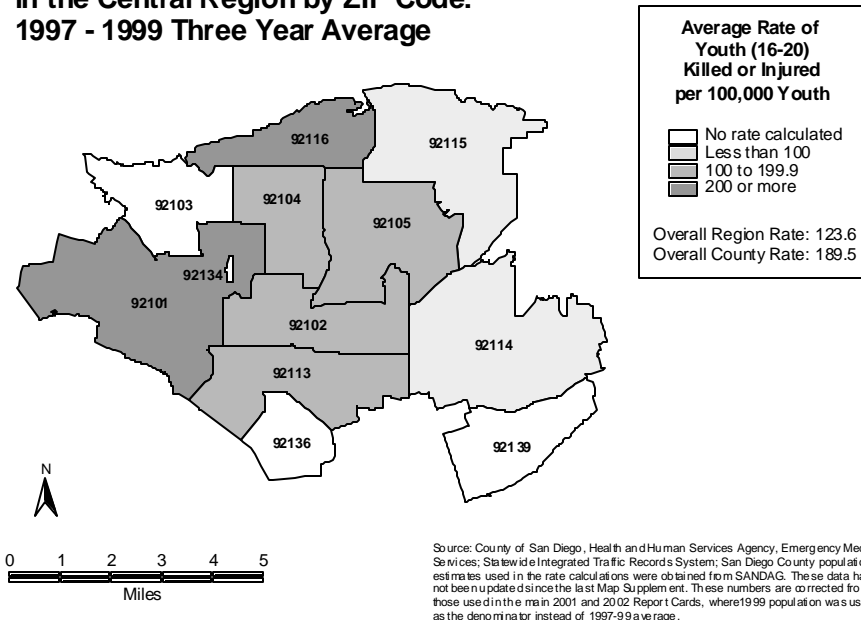 in the Central Region by ZIP Code:
1997 - 1999 Three Year Average
Average Rate of
Youth (16-20)
Killed or Injured
per 100,000 Youth
No rate calculated
Less than 100
100 to 199.9
200 or more
Overall Region Rate: 123.6
Overall County Rate: 189.5
92116
92115
92103
92104
92105
92134
92101
92102
92114
92113
92136
92139
N
0 1 2 3 4 5
Miles
Source: County of San Diego, Health and Human Services Agency, Emergency
Services; Statewide Integrated Traffic Records System; San Diego County
estimates used in the rate calculations were obtained from SANDAG. These data
not been updated since the last Map Supplement. These numbers are corrected
those used in the main 2001 and 2002 Report Cards, where 1999 population was
as the denominator instead of 1997-99 average.